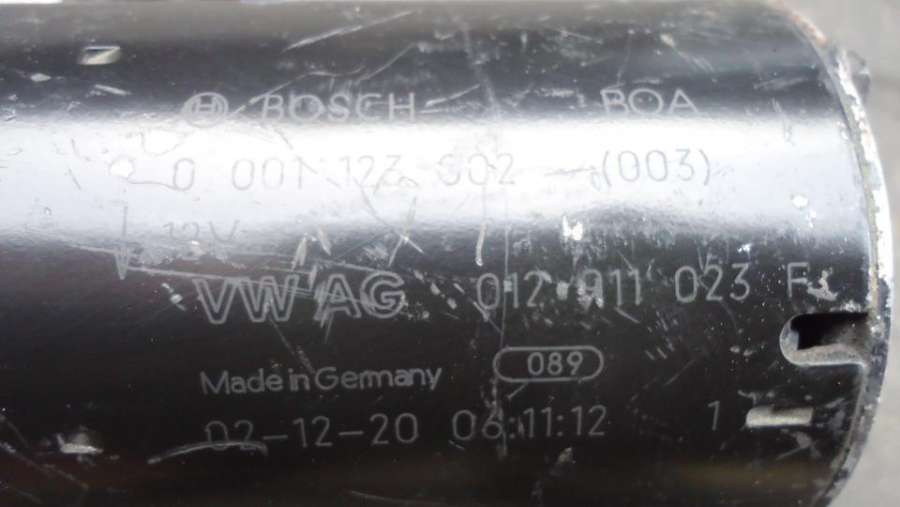 BOSCH BOA
0 001 123 002 (003)
12V
VW AG 012 911 023 F
089
Made in Germany
02-12-20 06:11:12 1